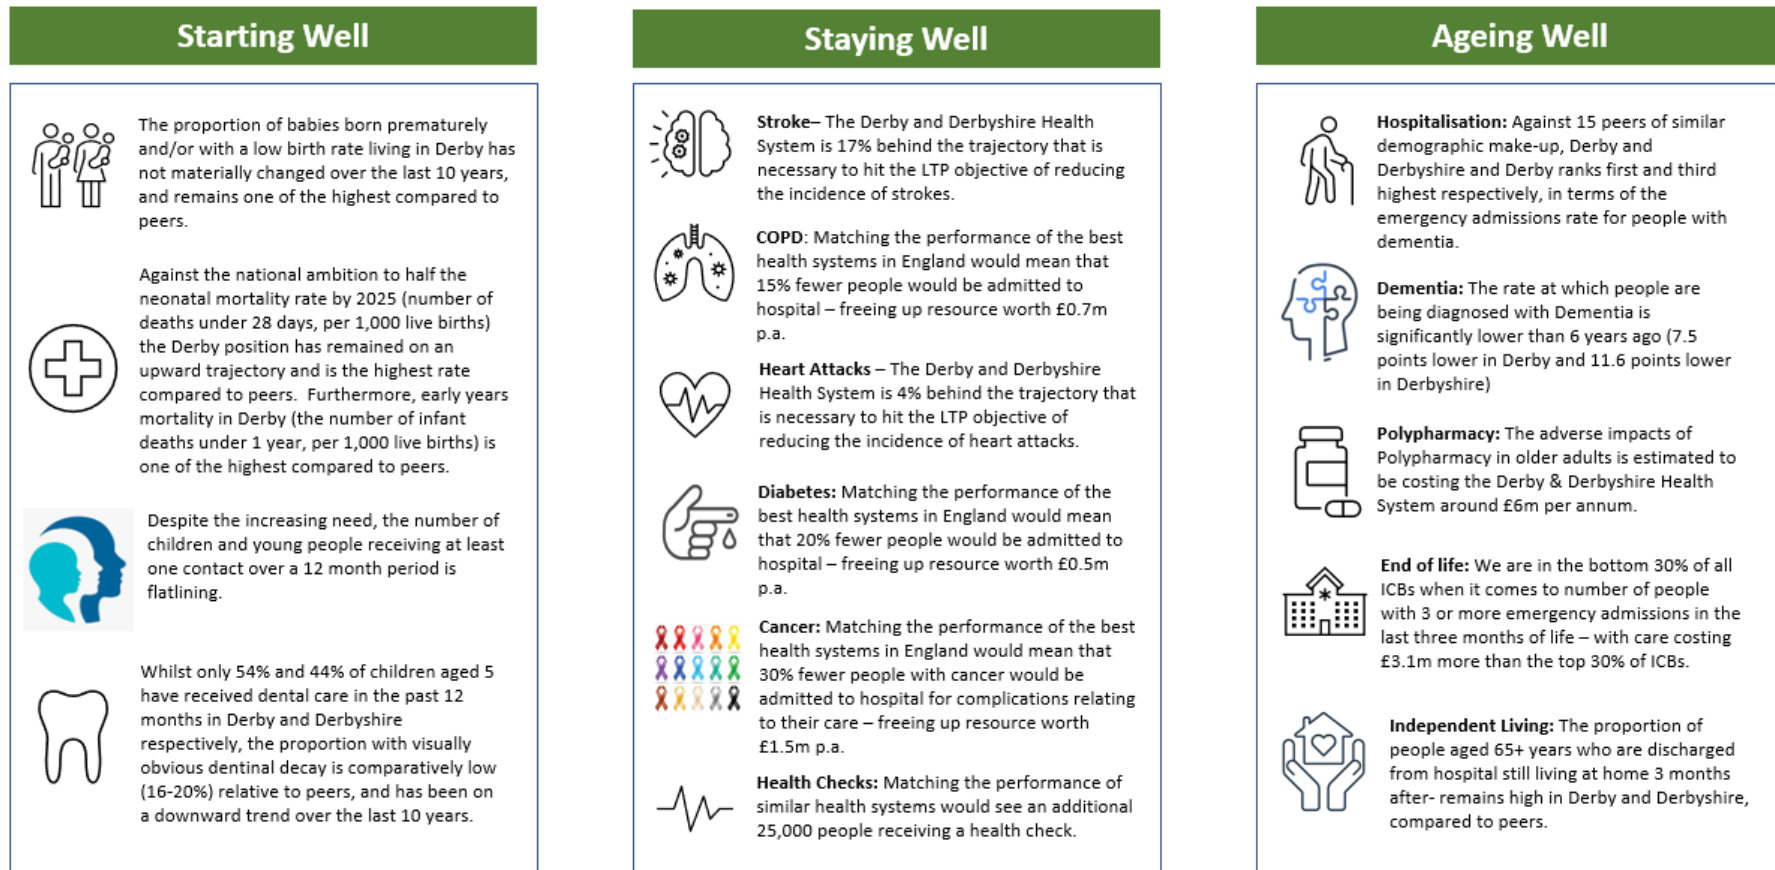 Starting Well
The proportion of babies born prematurely
and/or with a low birth rate living in Derby has
not materially changed over the last 10 years,
and remains one of the highest compared to
peers.
Against the national ambition to half the
neonatal mortality rate by 2025 (number of
deaths under 28 days, per 1,000 live births)
the Derby position has remained on an
upward trajectory and is the highest rate
compared to peers. Furthermore, early years
mortality in Derby (the number of infant
deaths under 1 year, per 1,000 live births) is
one of the highest compared to peers.
Despite the increasing need, the number of
children and young people receiving at least
one contact over a 12 month period is
flatlining.
Whilst only 54% and 44% of children aged 5
have received dental care in the past 12
months in Derby and Derbyshire
respectively, the proportion with visually
obvious dentinal decay is comparatively low
(16-20%) relative to peers, and has been on
a downward trend over the last 10 years.
Staying Well
Stroke– The Derby and Derbyshire Health
System is 17% behind the trajectory that is
necessary to hit the LTP objective of reducing
the incidence of strokes.
COPD: Matching the performance of the best
health systems in England would mean that
15% fewer people would be admitted to
hospital – freeing up resource worth £0.7m
p.a.
Heart Attacks – The Derby and Derbyshire
Health System is 4% behind the trajectory that
is necessary to hit the LTP objective of
reducing the incidence of heart attacks.
Diabetes: Matching the performance of the
best health systems in England would mean
that 20% fewer people would be admitted to
hospital – freeing up resource worth £0.5m
p.a.
Cancer: Matching the performance of the best
health systems in England would mean that
30% fewer people with cancer would be
admitted to hospital for complications relating
to their care – freeing up resource worth
£1.5m p.a.
Health Checks: Matching the performance of
similar health systems would see an additional
25,000 people receiving a health check.
Ageing Well
Hospitalisation: Against 15 peers of similar
demographic make-up, Derby and
Derbyshire and Derby ranks first and third
highest respectively, in terms of the
emergency admissions rate for people with
dementia.
Dementia: The rate at which people are
being diagnosed with Dementia is
significantly lower than 6 years ago (7.5
points lower in Derby and 11.6 points lower
in Derbyshire)
Polypharmacy: The adverse impacts of
Polypharmacy in older adults is estimated to
be costing the Derby & Derbyshire Health
System around £6m per annum.
End of life: We are in the bottom 30% of all
ICBs when it comes to number of people
with 3 or more emergency admissions in the
last three months of life – with care costing
£3.1m more than the top 30% of ICBs.
Independent Living: The proportion of
people aged 65+ years who are discharged
from hospital still living at home 3 months
after- remains high in Derby and Derbyshire,
compared to peers.